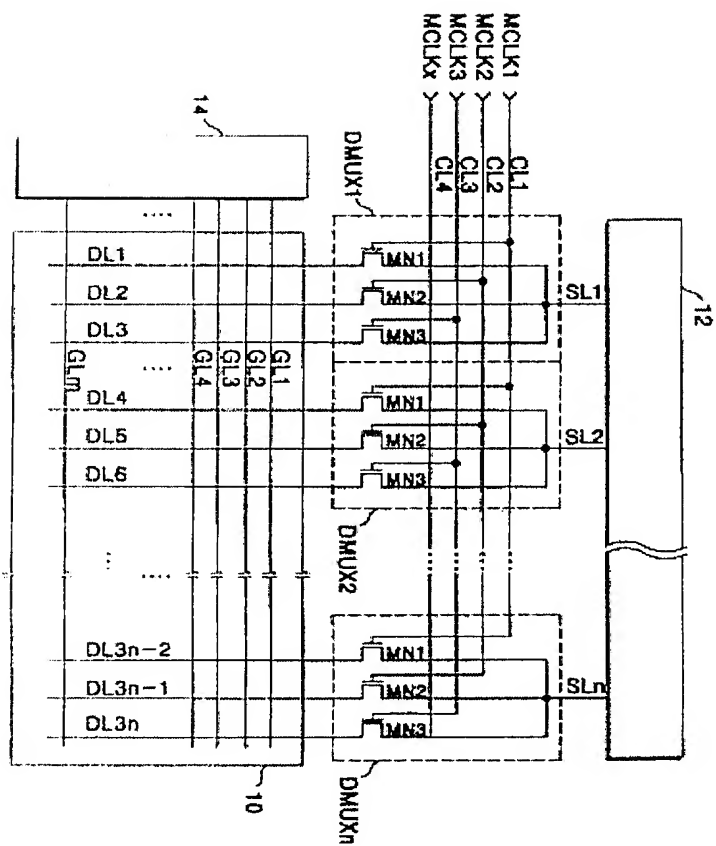 MCLK1
MCLK2
MCLK3
MCLKx
CL1
CL2
CL3
CL4
14
DMUX1
12
DL1
DL2
DL3
MN1
MN2
MN3
SL1
....
....
GL1
GL2
GL3
GL4
GLm
DL4
DL5
DL6
MN1
MN2
MN3
SL2
DMUX2
....
....
DL3n-2
DL3n-1
DL3n
MN1
MN2
MN3
SLn
10
DMUXn